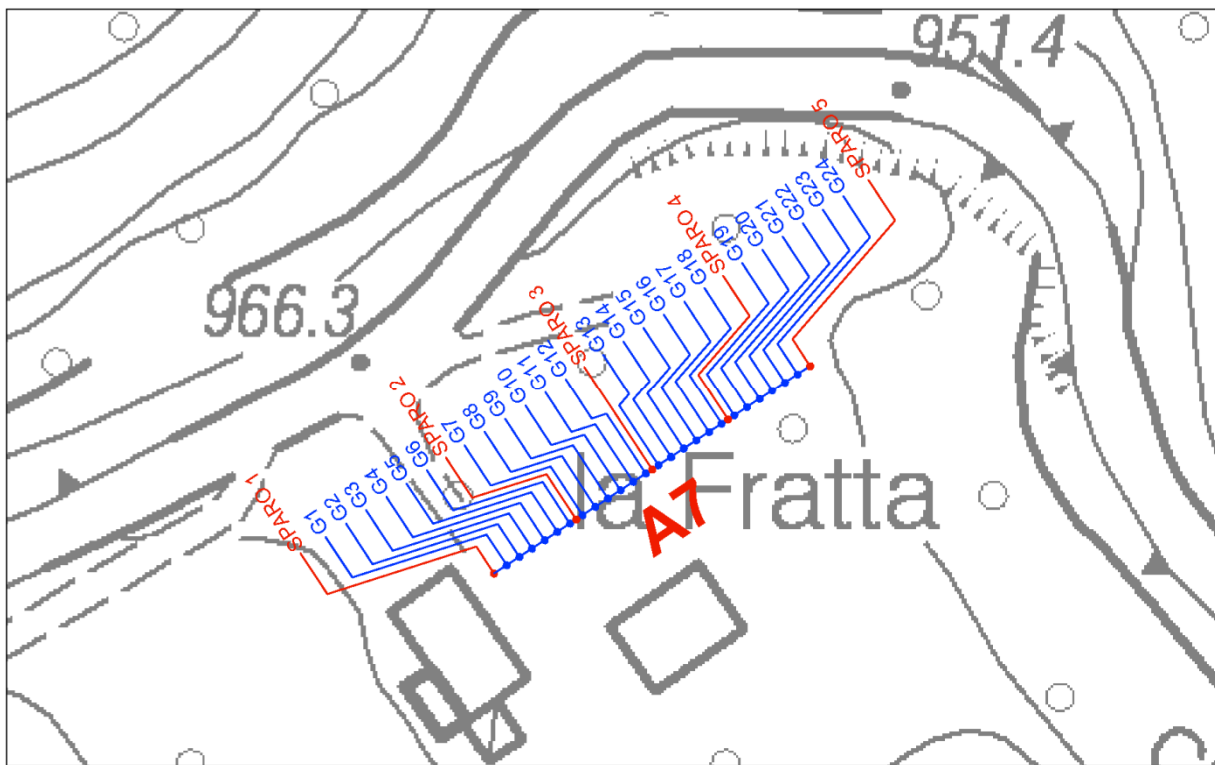 951.4
966.3
SPARO 1
G1
G2
G3
G4
G5
G6
SPARO 2
G7
G8
G9
G10
G11
G12
SPARO 3
G13
G14
G15
G16
G17
G18
SPARO 4
G19
G20
G21
G22
G23
G24
SPARO 5
la Fratta
A7